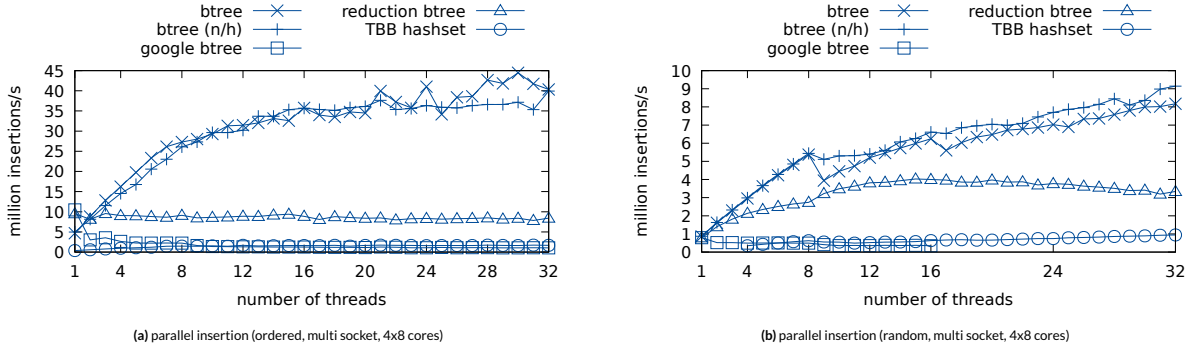 btree
btree (n/h)
google btree
reduction btree
TBB hashset
million insertions/s
45
40
35
30
25
20
15
10
5
0
1 4 8 12 16 20 24 28 32
number of threads
(a) parallel insertion (ordered, multi socket, 4x8 cores)
btree
btree (n/h)
google btree
reduction btree
TBB hashset
million insertions/s
10
9
8
7
6
5
4
3
2
1
0
1 4 8 12 16 24 32
number of threads
(b) parallel insertion (random, multi socket, 4x8 cores)